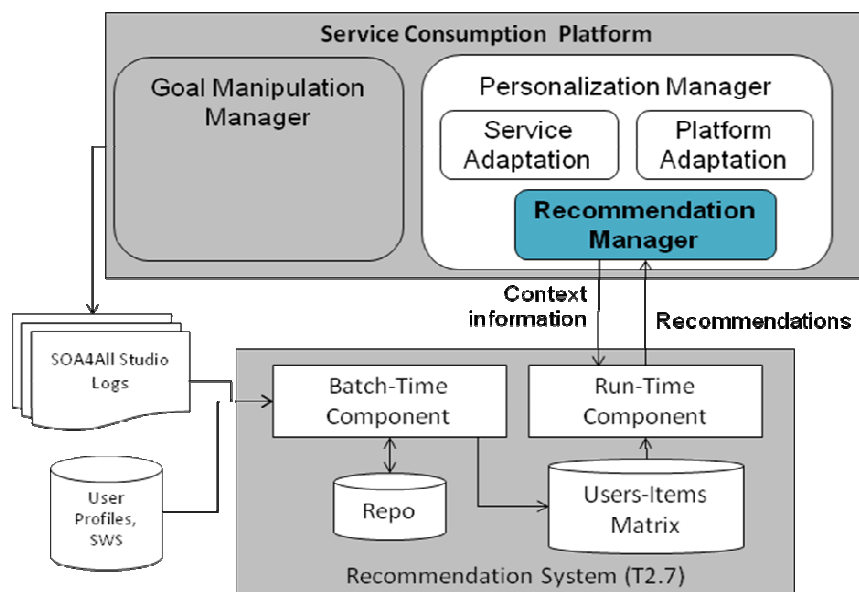 Service Consumption Platform
Goal Manipulation
Manager
Personalization Manager
Service
Adaptation
Platform
Adaptation
Recommendation
Manager
Context
information
Recommendations
SOA4All Studio
Logs
Batch-Time
Component
Run-Time
Component
User
Profiles,
SWS
Repo
Users-Items
Matrix
Recommendation System (T2.7)